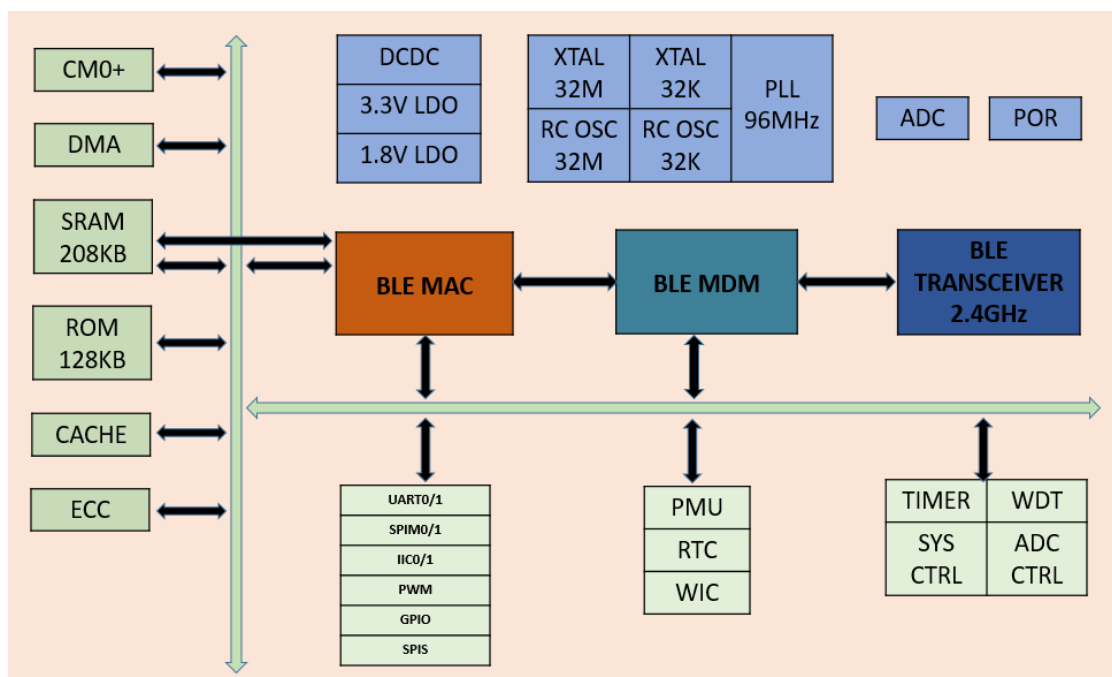 CM0+
DMA
SRAM
208KB
ROM
128KB
CACHE
ECC
DCDC
3.3V LDO
1.8V LDO
XTAL
32M
XTAL
32K
RC OSC
32M
RC OSC
32K
PLL
96MHz
ADC
POR
BLE MAC
BLE MDM
BLE
TRANSCEIVER
2.4GHz
UART0/1
SPIM0/1
IIC0/1
PWM
GPIO
SPIS
PMU
RTC
WIC
TIMER
WDT
SYS
CTRL
ADC
CTRL